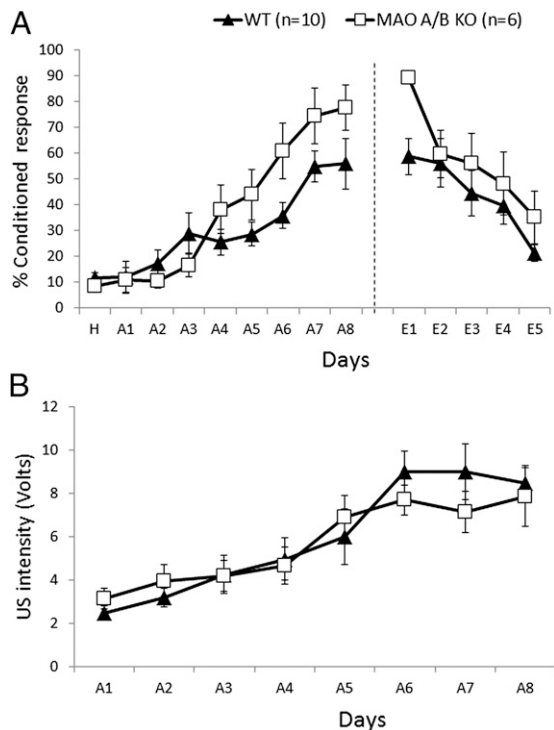 A
WT (n=10) MAO A/B KO (n=6)
% Conditioned response
100
90
80
70
60
50
40
30
20
10
0
H A1 A2 A3 A4 A5 A6 A7 A8 E1 E2 E3 E4 E5
Days
B
US intensity (Volts)
12
10
8
6
4
2
0
A1 A2 A3 A4 A5 A6 A7 A8
Days